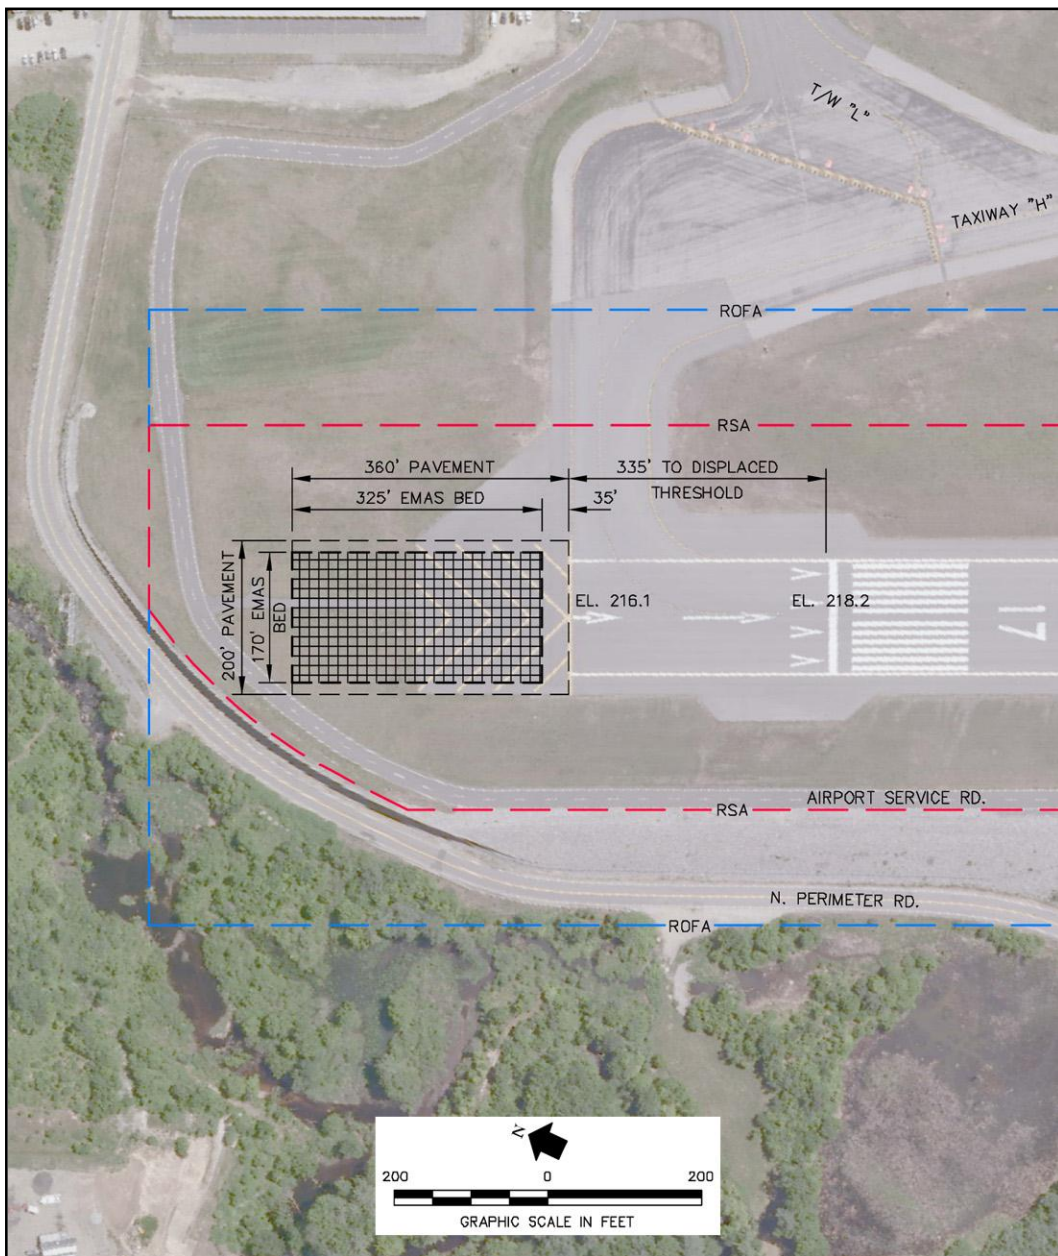 T/W "L"
TAXIWAY "H"
ROFA
RSA
360' PAVEMENT
335' TO DISPLACED
THRESHOLD
325' EMAS BED
35'
200' PAVEMENT
170' EMAS
BED
EL. 216.1
EL. 218.2
17
AIRPORT SERVICE RD.
RSA
N. PERIMETER RD.
ROFA
N
200
0
200
GRAPHIC SCALE IN FEET